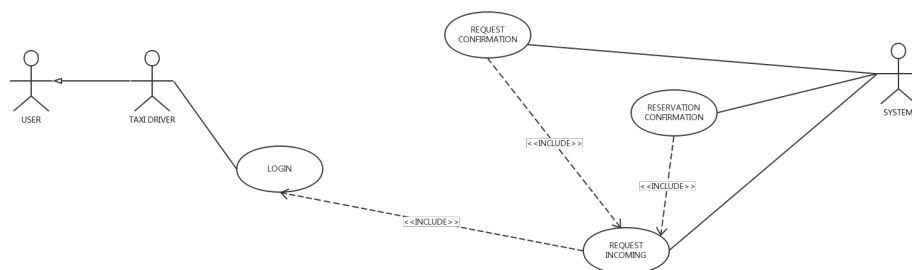 REQUEST
CONFIRMATION
USER
TAXI DRIVER
RESERVATION
CONFIRMATION
SYSTEM
<<INCLUDE>>
LOGIN
<<INCLUDE>>
<<INCLUDE>>
REQUEST
INCOMING